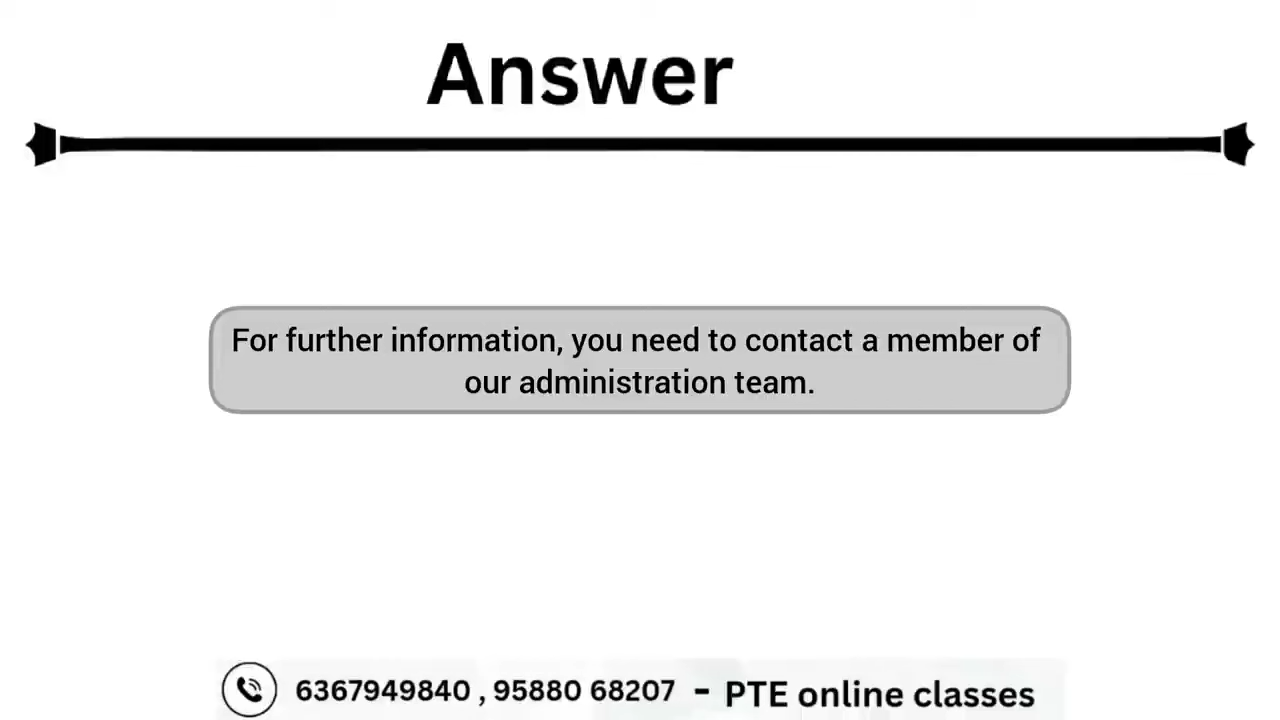 Answer
For further information, you need to contact a member of
our administration team.
6367949840 , 95880 68207 - PTE online classes